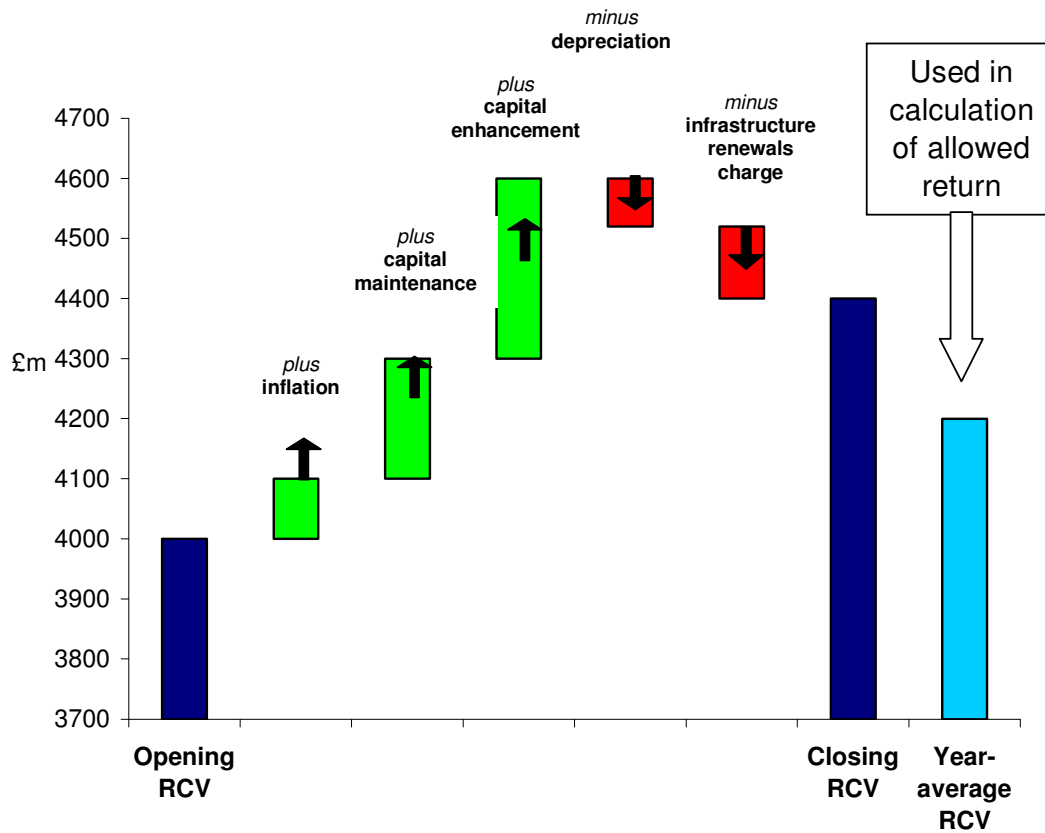 minus
depreciation
plus
capital
enhancement
minus
infrastructure
renewals
charge
Used in
calculation
of allowed
return
plus
capital
maintenance
plus
inflation
£m
4700
4600
4500
4400
4300
4200
4100
4000
3900
3800
3700
Opening
RCV
Closing
RCV
Year-
average
RCV